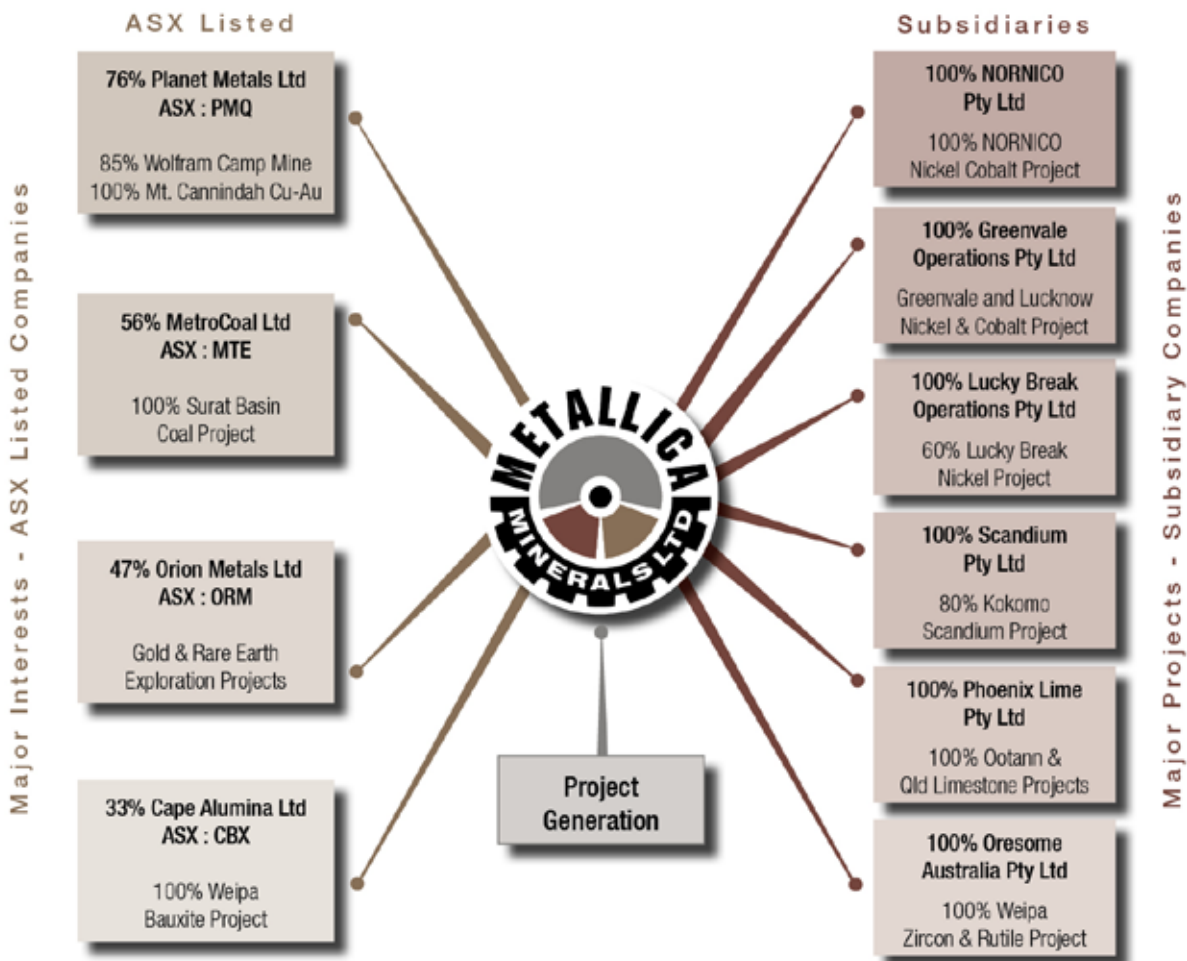 ASX Listed
Major Interests - ASX Listed Companies
76% Planet Metals Ltd
ASX : PMQ
85% Wolfram Camp Mine
100% Mt. Cannindah Cu-Au
56% MetroCoal Ltd
ASX : MTE
100% Surat Basin
Coal Project
47% Orion Metals Ltd
ASX : ORM
Gold & Rare Earth
Exploration Projects
33% Cape Alumina Ltd
ASX : CBX
100% Weipa
Bauxite Project
METALLICA
MINERALS LTD
Project
Generation
Subsidiaries
100% NORNICO
Pty Ltd
100% NORNICO
Nickel Cobalt Project
100% Greenvale
Operations Pty Ltd
Greenvale and Lucknow
Nickel & Cobalt Project
100% Lucky Break
Operations Pty Ltd
60% Lucky Break
Nickel Project
100% Scandium
Pty Ltd
80% Kokomo
Scandium Project
100% Phoenix Lime
Pty Ltd
100% Ootann &
Qld Limestone Projects
100% Oresome
Australia Pty Ltd
100% Weipa
Zircon & Rutile Project
Major Projects - Subsidiary Companies